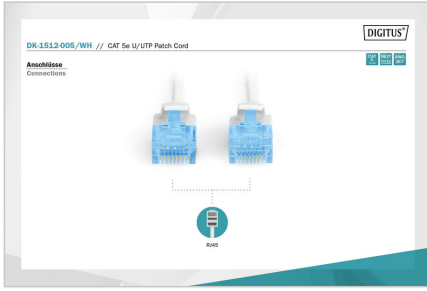 DIGITUS®
DK-1512-005/WH // CAT 5e U/UTP Patch Cord
Anschlüsse
Connections
RJ45